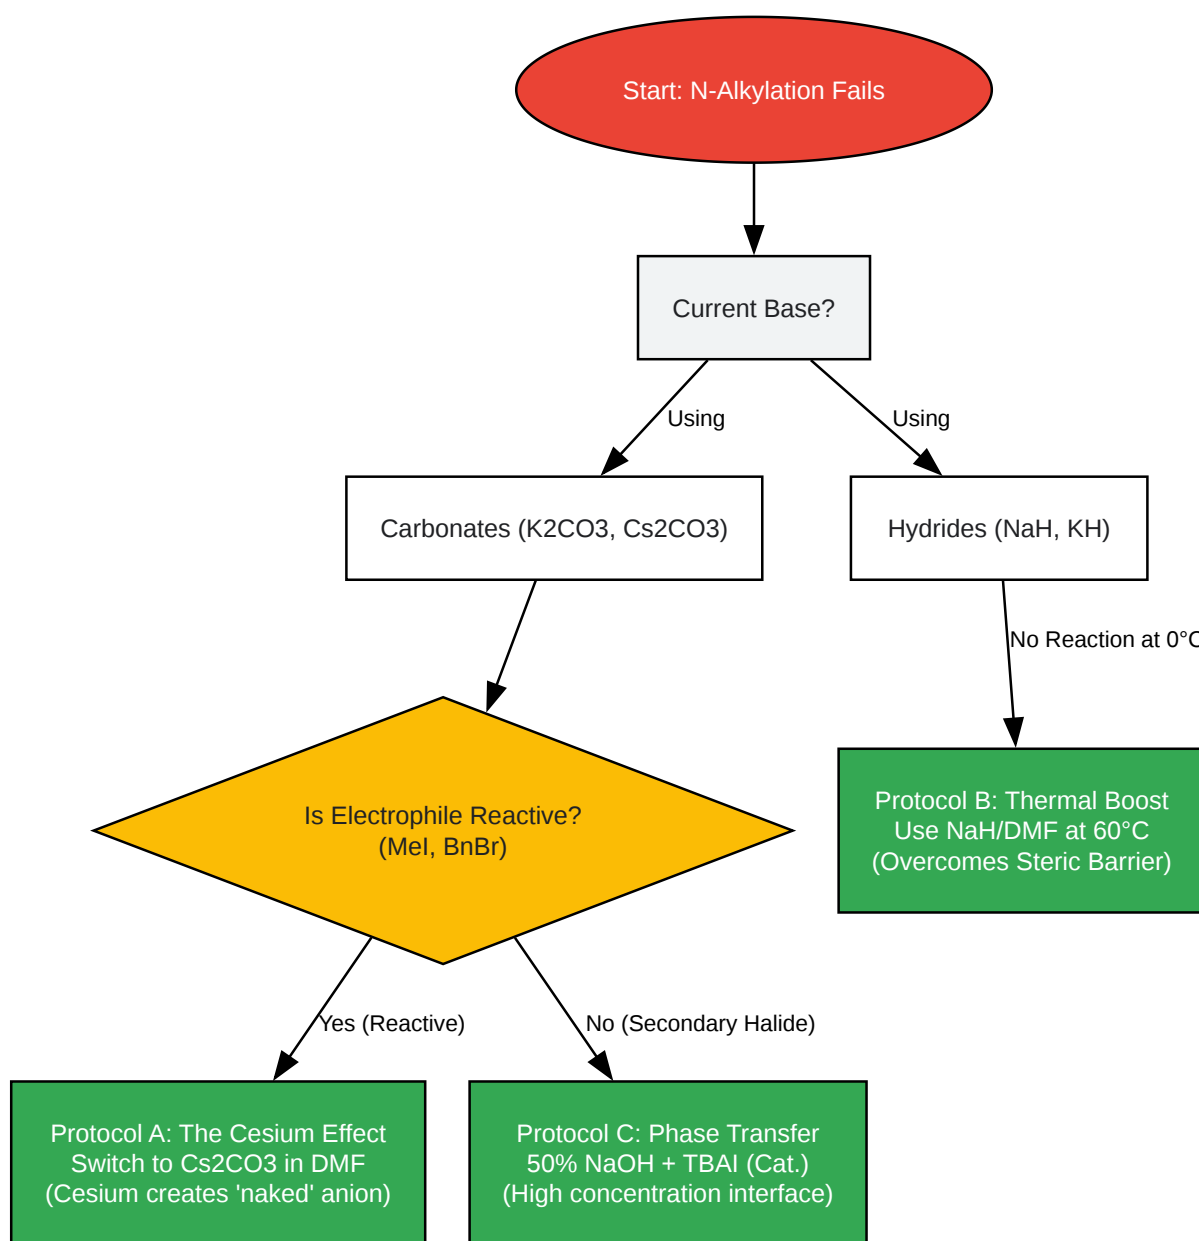 Start: N-Alkylation Fails
Current Base?
Using
Using
Carbonates (K2CO3, Cs2CO3)
Hydrides (NaH, KH)
No Reaction at 0°C
Is Electrophile Reactive?
(MeI, BnBr)
Protocol B: Thermal Boost
Use NaH/DMF at 60°C
(Overcomes Steric Barrier)
Yes (Reactive)
No (Secondary Halide)
Protocol A: The Cesium Effect
Switch to Cs2CO3 in DMF
(Cesium creates 'naked' anion)
Protocol C: Phase Transfer
50% NaOH + TBAI (Cat.)
(High concentration interface)